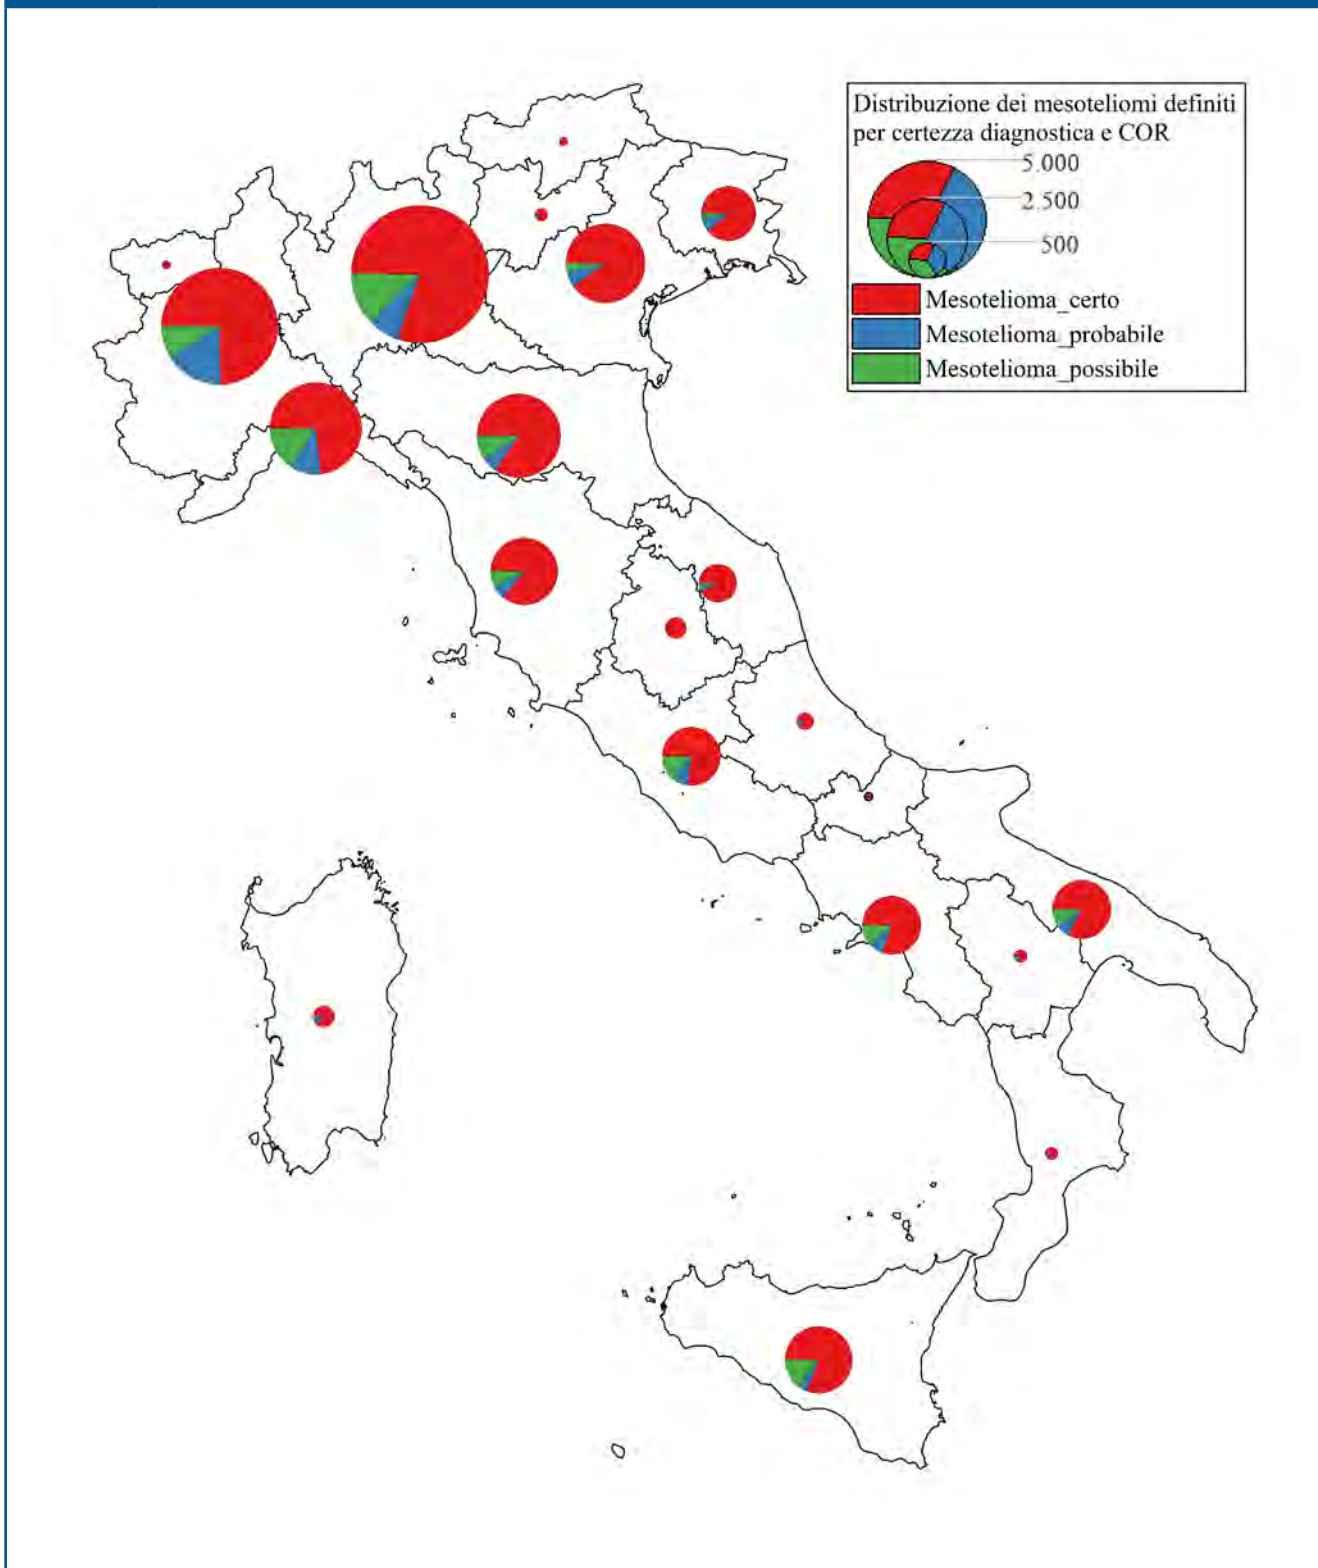 Distribuzione dei mesoteliomi definiti
per certezza diagnostica e COR
5.000
2.500
500
Mesotelioma_certo
Mesotelioma_probabile
Mesotelioma_possibile